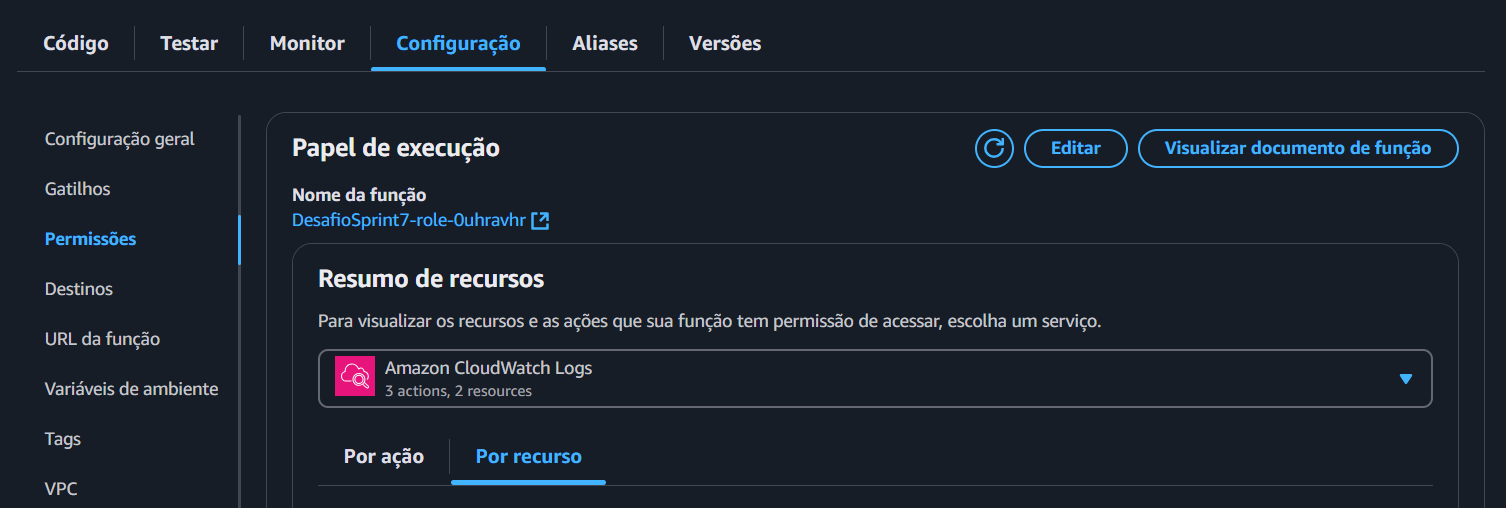 Código Testar Monitor Configuração Aliases Versões
Configuração geral
Gatilhos
Permissões
Destinos
URL da função
Variáveis de ambiente
Tags
VPC
Papel de execução
Editar
Visualizar documento de função
Nome da função
DesafioSprint7-role-0uhravhr
Resumo de recursos
Para visualizar os recursos e as ações que sua função tem permissão de acessar, escolha um serviço.
Amazon CloudWatch Logs
3 actions, 2 resources
Por ação Por recurso